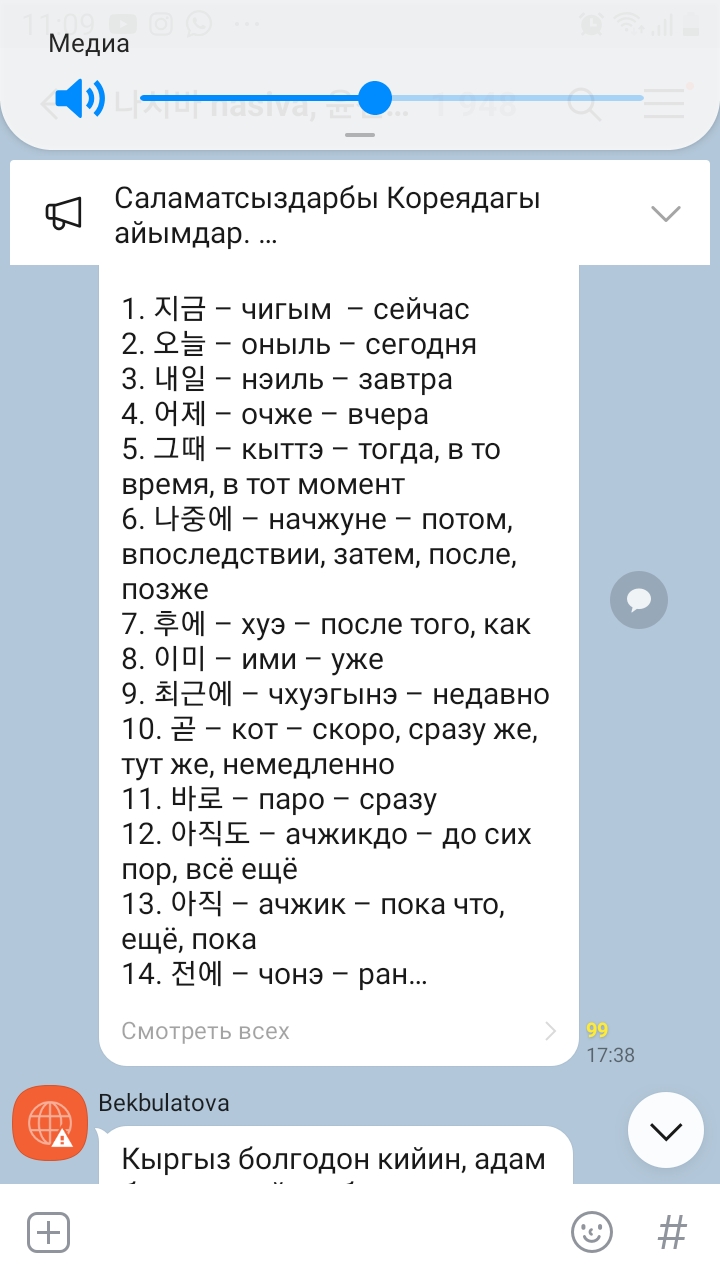 11:09
Медиа
나시바 nasiva, 윤 ... 1 948
Саламатсыздарбы Кореядагы
айымдар. ...
1. 지금 – чигым – сейчас
2. 오늘 – оныль – сегодня
3. 내일 – нэиль – завтра
4. 어제 – очже – вчера
5. 그때 – кыттэ – тогда, в то
время, в тот момент
6. 나중에 – начжуне – потом,
впоследствии, затем, после,
позже
7. 후에 – хуэ – после того, как
8. 이미 – ими – уже
9. 최근에 – чхуэгынэ – недавно
10. 곧 – кот – скоро, сразу же,
тут же, немедленно
11. 바로 – паро – сразу
12. 아직도 – ачжикдо – до сих
пор, всё ещё
13. 아직 – ачжик – пока что,
ещё, пока
14. 전에 – чонэ – ран...
Смотреть всех
99
17:38
Bekbulatova
Кыргыз болгодон кийин, адам